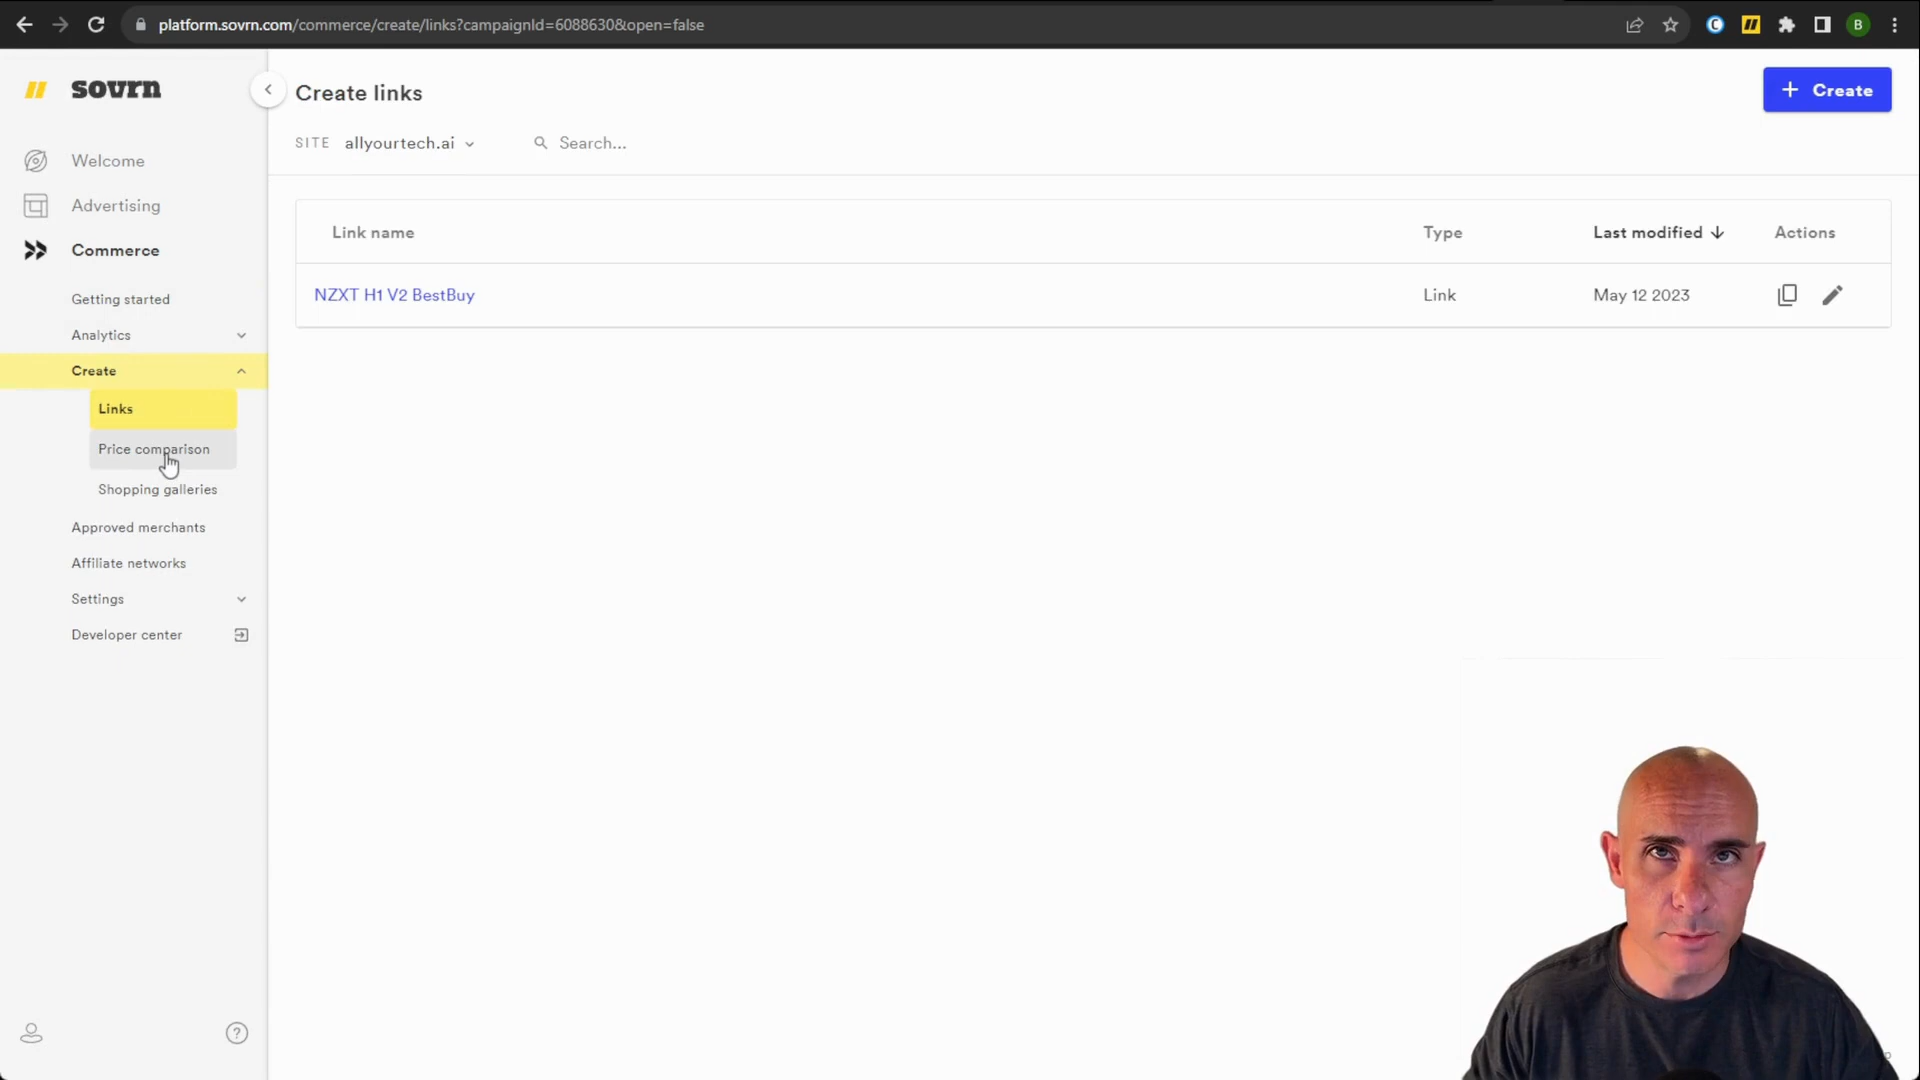 platform.sovrn.com/commerce/create/links?campaignId=6088630&open=false
B
sovrn
Create links
+ Create
SITE allyourtech.ai
Search...
Welcome
Advertising
Commerce
Getting started
Analytics
Create
Links
Price comparison
Shopping galleries
Approved merchants
Affiliate networks
Settings
Developer center
Link name Type Last modified Actions
NZXT H1 V2 BestBuy Link May 12 2023
?